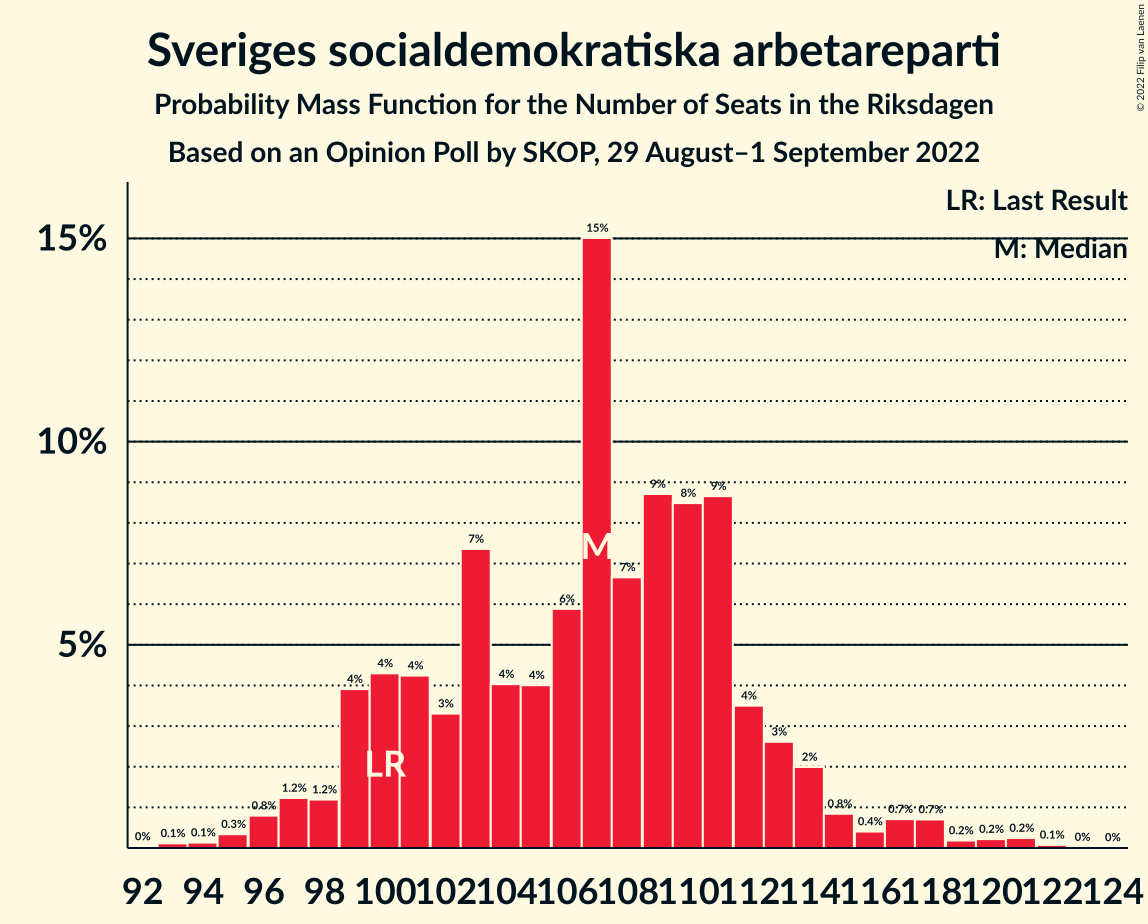 Sveriges socialdemokratiska arbetareparti
Probability Mass Function for the Number of Seats in the Riksdagen
Based on an Opinion Poll by SKOP, 29 August–1 September 2022
© 2022 Filip van Laenen
LR: Last Result
M: Median
15%
10%
5%
0% 0.1% 0.1% 0.3% 0.8% 1.2% 1.2% 4% 4% 4% 3% 7% 4% 4% 6% 15% 7% 9% 8% 9% 4% 3% 2% 0.8% 0.4% 0.7% 0.7% 0.2% 0.2% 0.2% 0.1% 0% 0%
LR
M
92 94 96 98 100 102 104 106 108 110 112 114 116 118 120 122 124